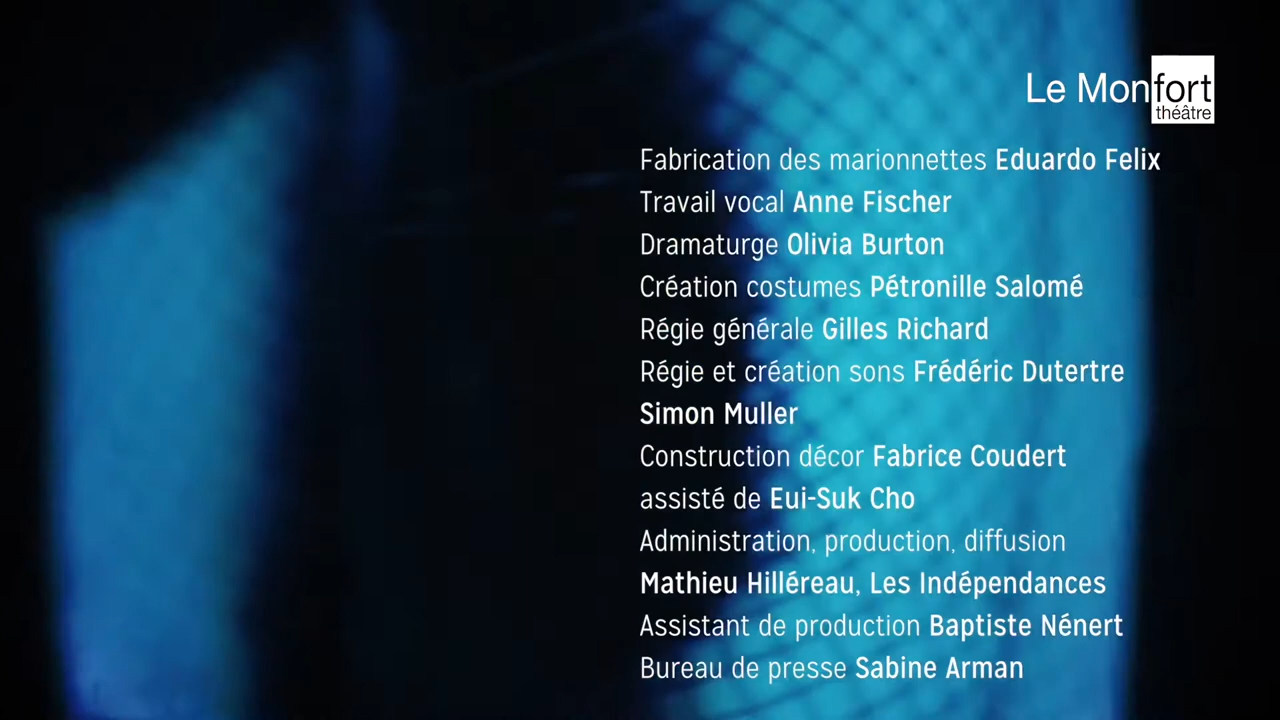 Le Monfort
théâtre
Fabrication des marionnettes Eduardo Felix
Travail vocal Anne Fischer
Dramaturge Olivia Burton
Création costumes Pétronille Salomé
Régie générale Gilles Richard
Régie et création sons Frédéric Dutertre
Simon Muller
Construction décor Fabrice Coudert
assisté de Eui-Suk Cho
Administration, production, diffusion
Mathieu Hilléreau, Les Indépendances
Assistant de production Baptiste Nénert
Bureau de presse Sabine Arman